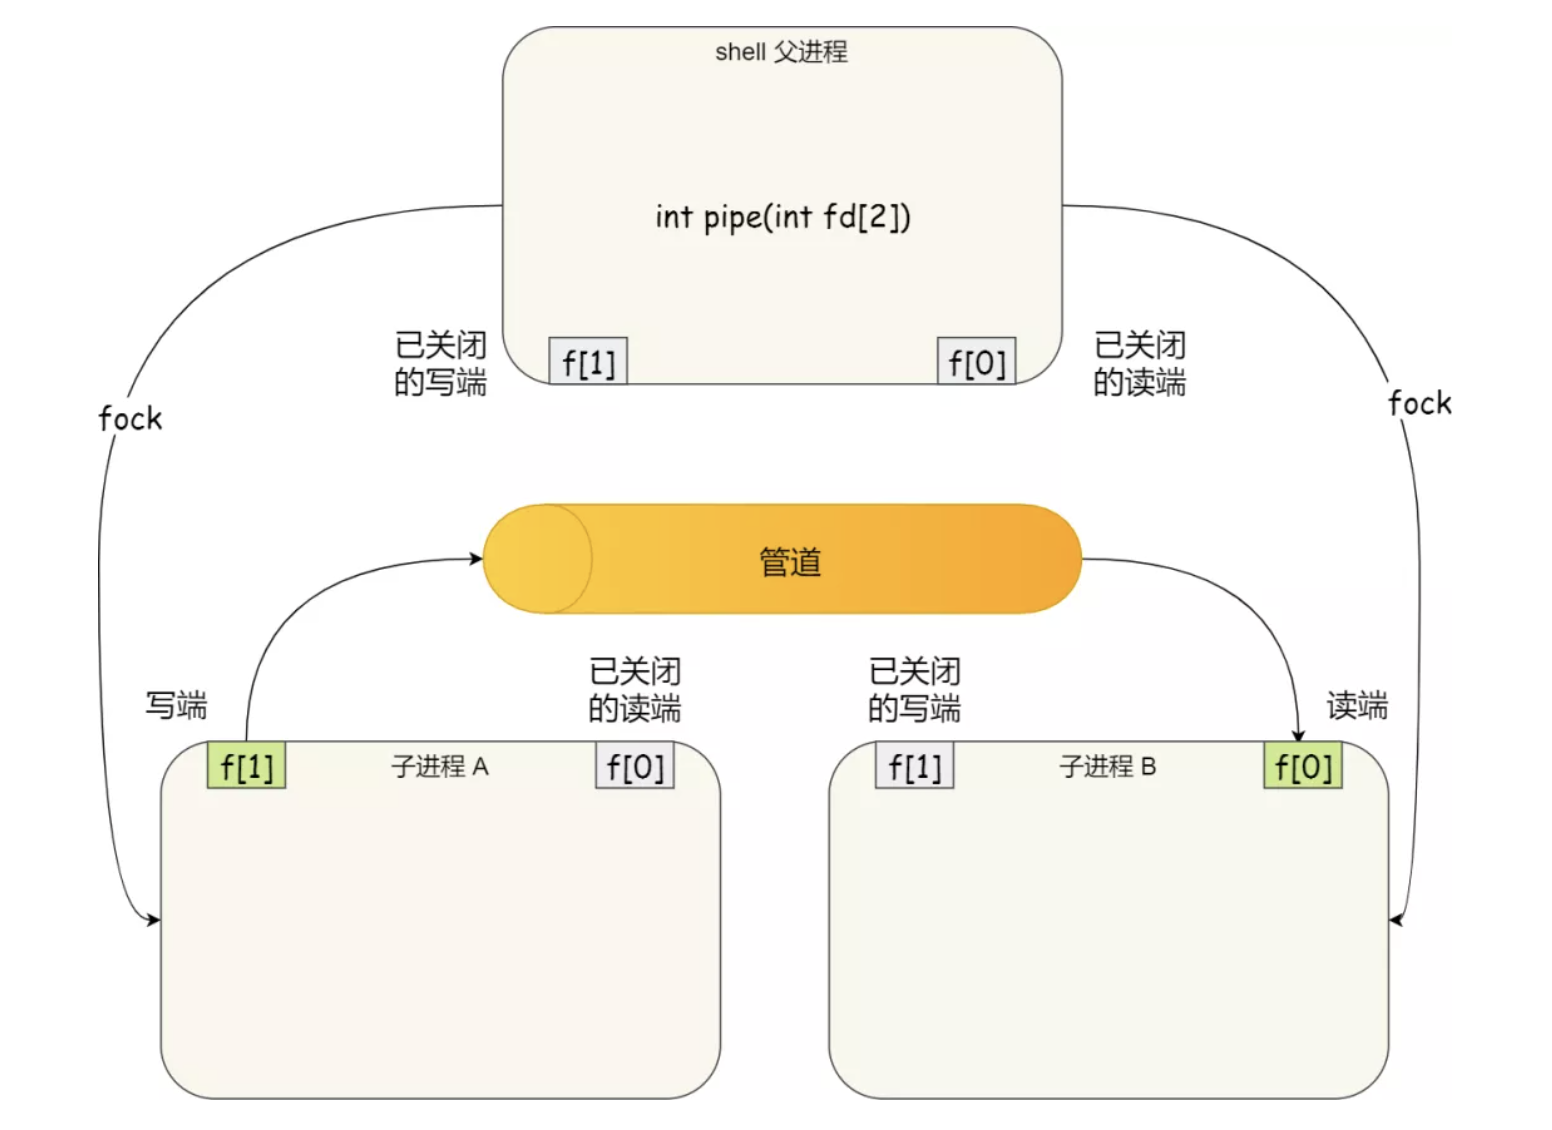 shell 父进程
int pipe(int fd[2])
已关闭
的写端
f[1]
f[0]
已关闭
的读端
fock
fock
管道
写端
已关闭
的读端
已关闭
的写端
读端
f[1]
子进程 A
f[0]
f[1]
子进程 B
f[0]